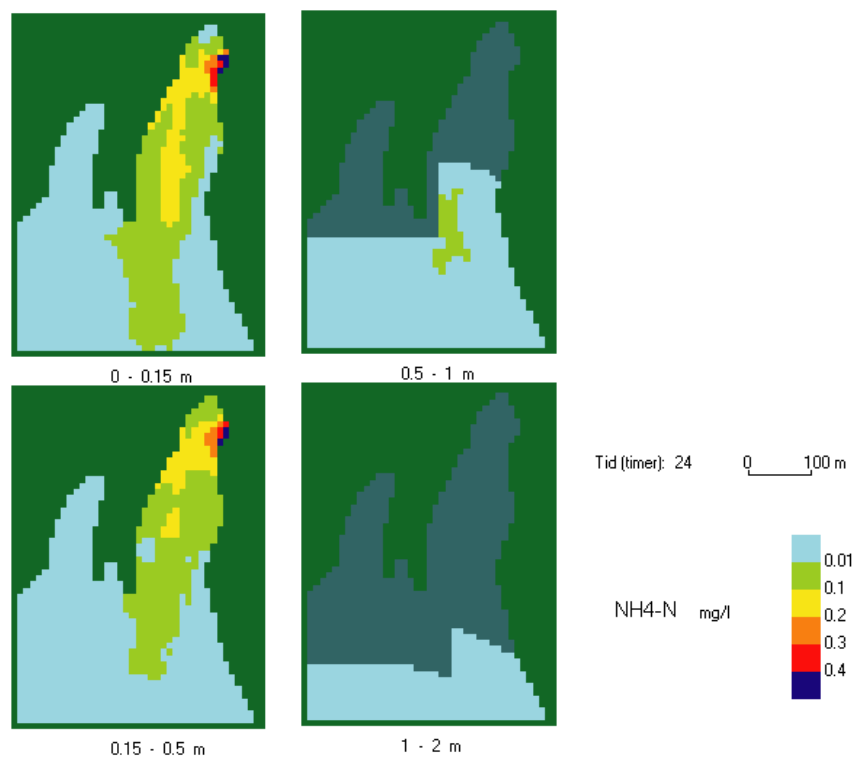 0 - 0.15 m
0.5 - 1 m
0.15 - 0.5 m
1 - 2 m
Tid (timer): 24
0 100 m
NH4-N mg/l
0.01
0.1
0.2
0.3
0.4